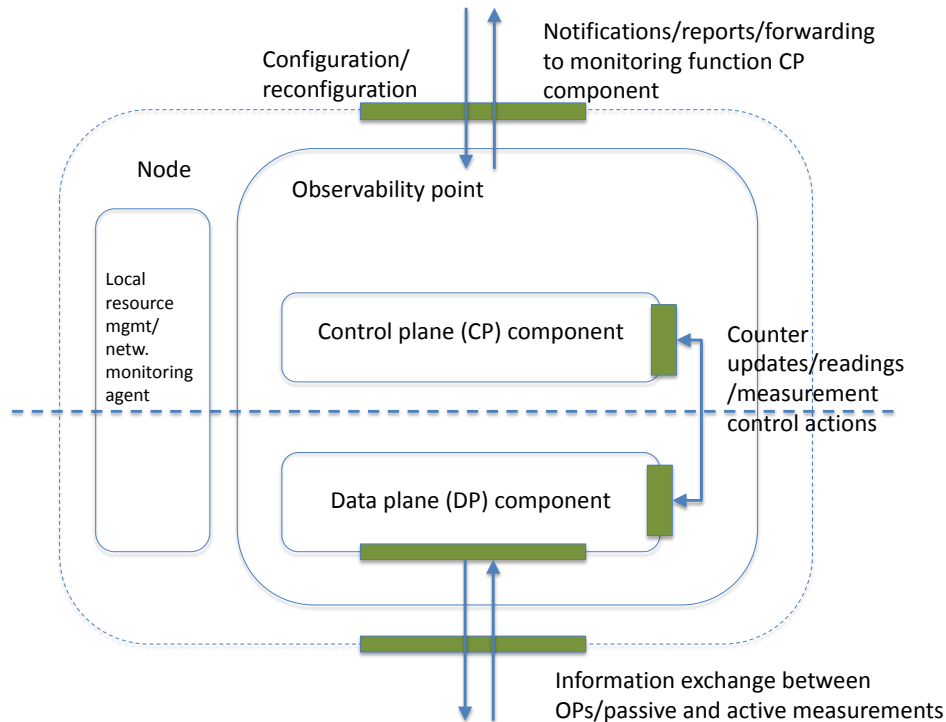 Configuration/
reconfiguration
Notifications/reports/forwarding
to monitoring function CP
component
Node
Observability point
Local
resource
mgmt/
netw.
monitoring
agent
Control plane (CP) component
Counter
updates/readings
/measurement
control actions
Data plane (DP) component
Information exchange between
OPs/passive and active measurements